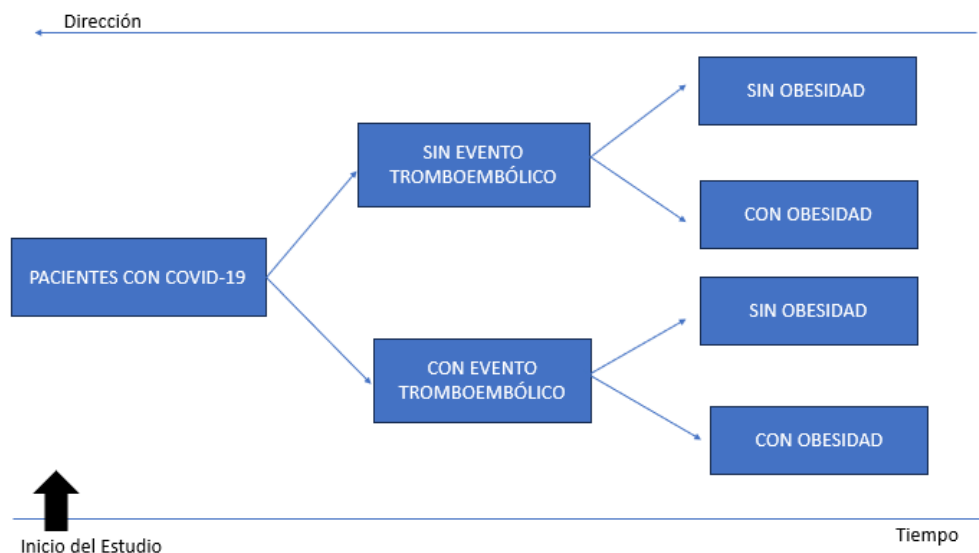 Dirección
SIN OBESIDAD
SIN EVENTO
TROMBOEMBÓLICO
CON OBESIDAD
PACIENTES CON COVID-19
SIN OBESIDAD
CON EVENTO
TROMBOEMBÓLICO
CON OBESIDAD
Tiempo
Inicio del Estudio